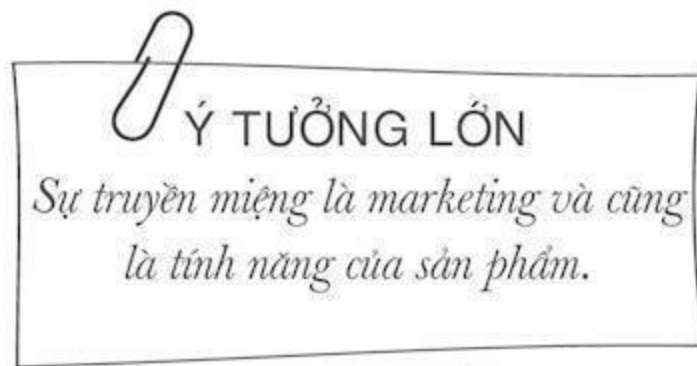 Ý TƯỞNG LỚN
Sự truyền miệng là marketing và cũng
là tính năng của sản phẩm.